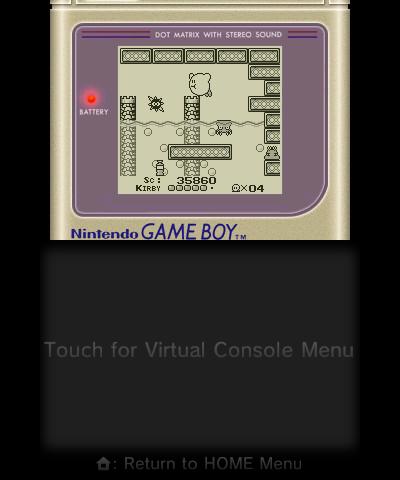 DOT MATRIX WITH STEREO SOUND
BATTERY
Sc: 35860
KIRBY ×04
Nintendo GAME BOY TM
Touch for Virtual Console Menu
: Return to HOME Menu